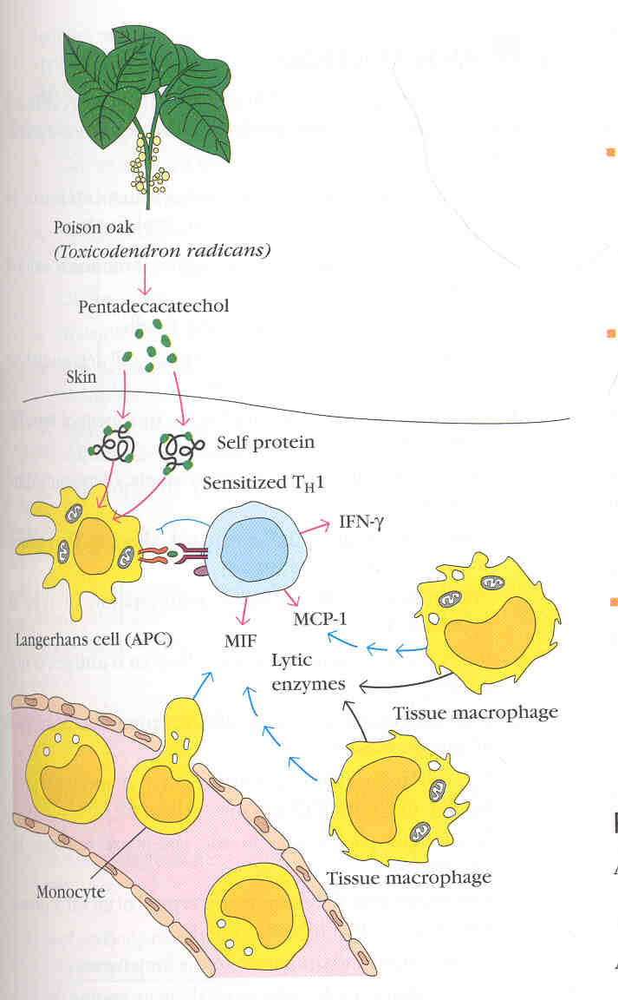 Poison oak
(Toxicodendron radicans)
Pentadecacatechol
Skin
Self protein
Sensitized TH1
IFN-γ
Langerhans cell (APC)
MIF
MCP-1
Lytic
enzymes
Tissue macrophage
Tissue macrophage
Monocyte